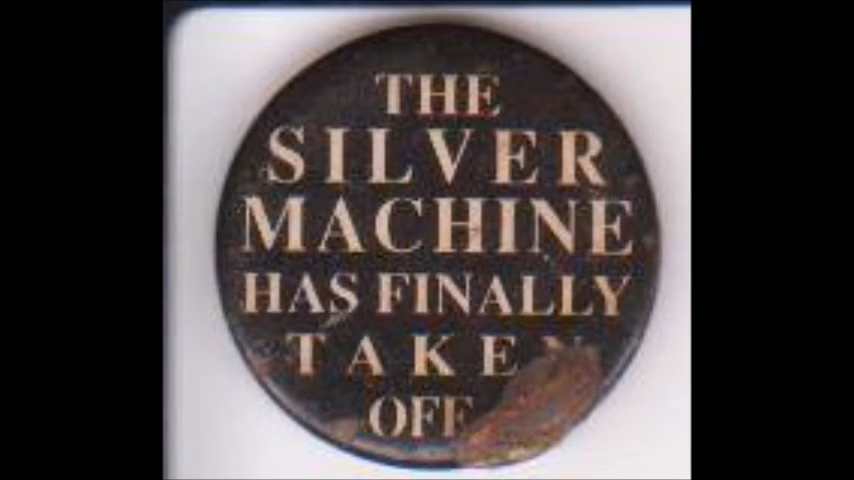 THE
SILVER
MACHINE
HAS FINALLY
TAKEN
OFF